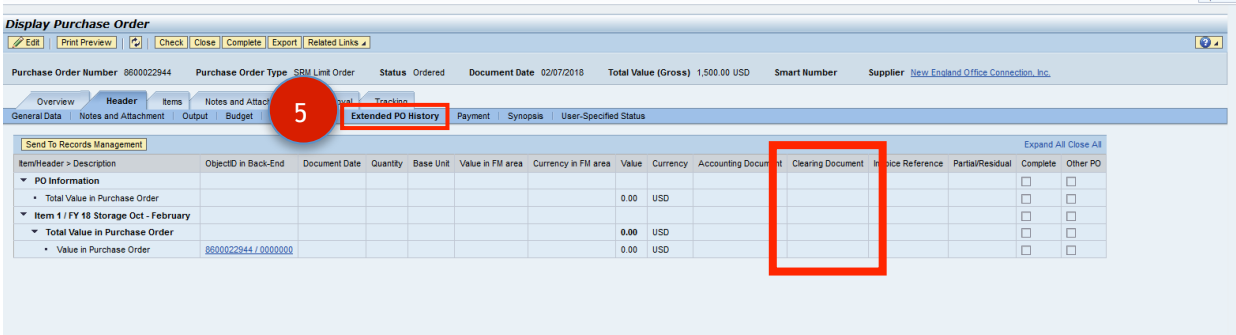 Display Purchase Order
Edit Print Preview Check Close Complete Export Related Links
Purchase Order Number 8600022944 Purchase Order Type SRM Limit Order Status Ordered Document Date 02/07/2018 Total Value (Gross) 1,500.00 USD Smart Number Supplier New England Office Connection, Inc.
Overview Header Items Notes and Attach Tracking
General Data Notes and Attachment Output Budget 5 Extended PO History Payment Synopsis User-Specified Status
Send To Records Management Expand All Close All
Item/Header > Description ObjectID in Back-End Document Date Quantity Base Unit Value in FM area Currency in FM area Value Currency Accounting Document Clearing Document Invoice Reference Partial/Residual Complete Other PO
PO Information
• Total Value in Purchase Order 0.00 USD
Item 1 / FY 18 Storage Oct - February
Total Value in Purchase Order 0.00 USD
• Value in Purchase Order 8600022944 / 0000000 0.00 USD